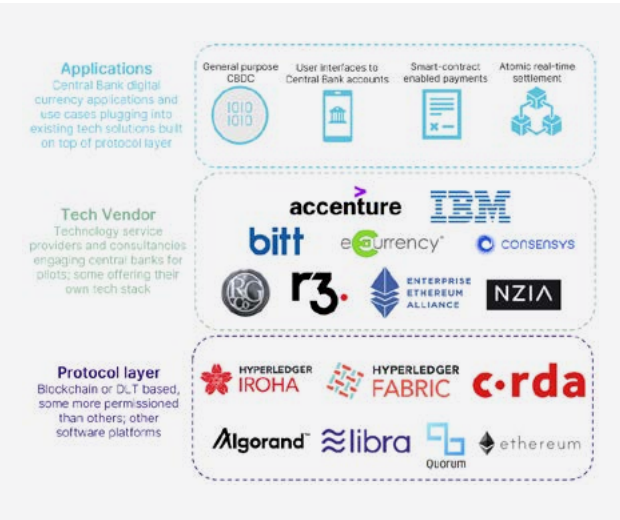 Applications
Central Bank digital
currency applications and
use cases plugging into
existing tech solutions built
on top of protocol layer
General purpose
CBDC
1010
1010
User interfaces to
Central Bank accounts
Smart-contract
enabled payments
Atomic real-time
settlement
Tech Vendor
Technology service
providers and consultancies
engaging central banks for
pilots; some offering their
own tech stack
accenture
IBM
bitt
eCurrency
CONSENSYS
RG
OS
r3.
ENTERPRISE
ETHEREUM
ALLIANCE
NZIA
Protocol layer
Blockchain or DLT based,
some more permissioned
than others; other
software platforms
HYPERLEDGER
IROHA
HYPERLEDGER
FABRIC
c·rda
Algorand™
libra
Quorum
ethereum